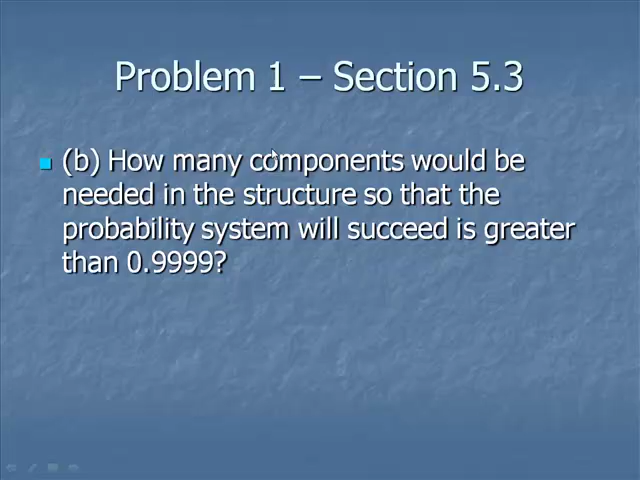 Problem 1 – Section 5.3
(b) How many components would be
needed in the structure so that the
probability system will succeed is greater
than 0.9999?